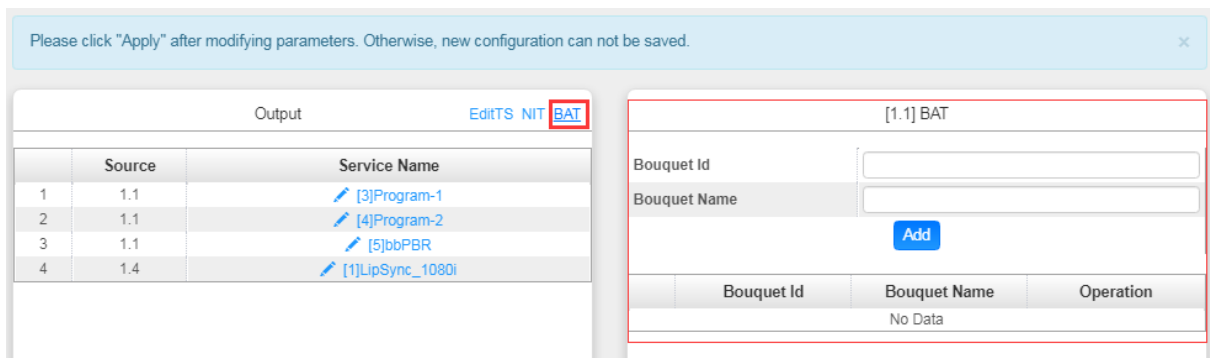 Please click "Apply" after modifying parameters. Otherwise, new configuration can not be saved. ×
Output EditTS NIT BAT
Source Service Name
1 1.1 [3]Program-1
2 1.1 [4]Program-2
3 1.1 [5]bbPBR
4 1.4 [1]LipSync_1080i
[1.1] BAT
Bouquet Id
Bouquet Name
Add
Bouquet Id Bouquet Name Operation
No Data